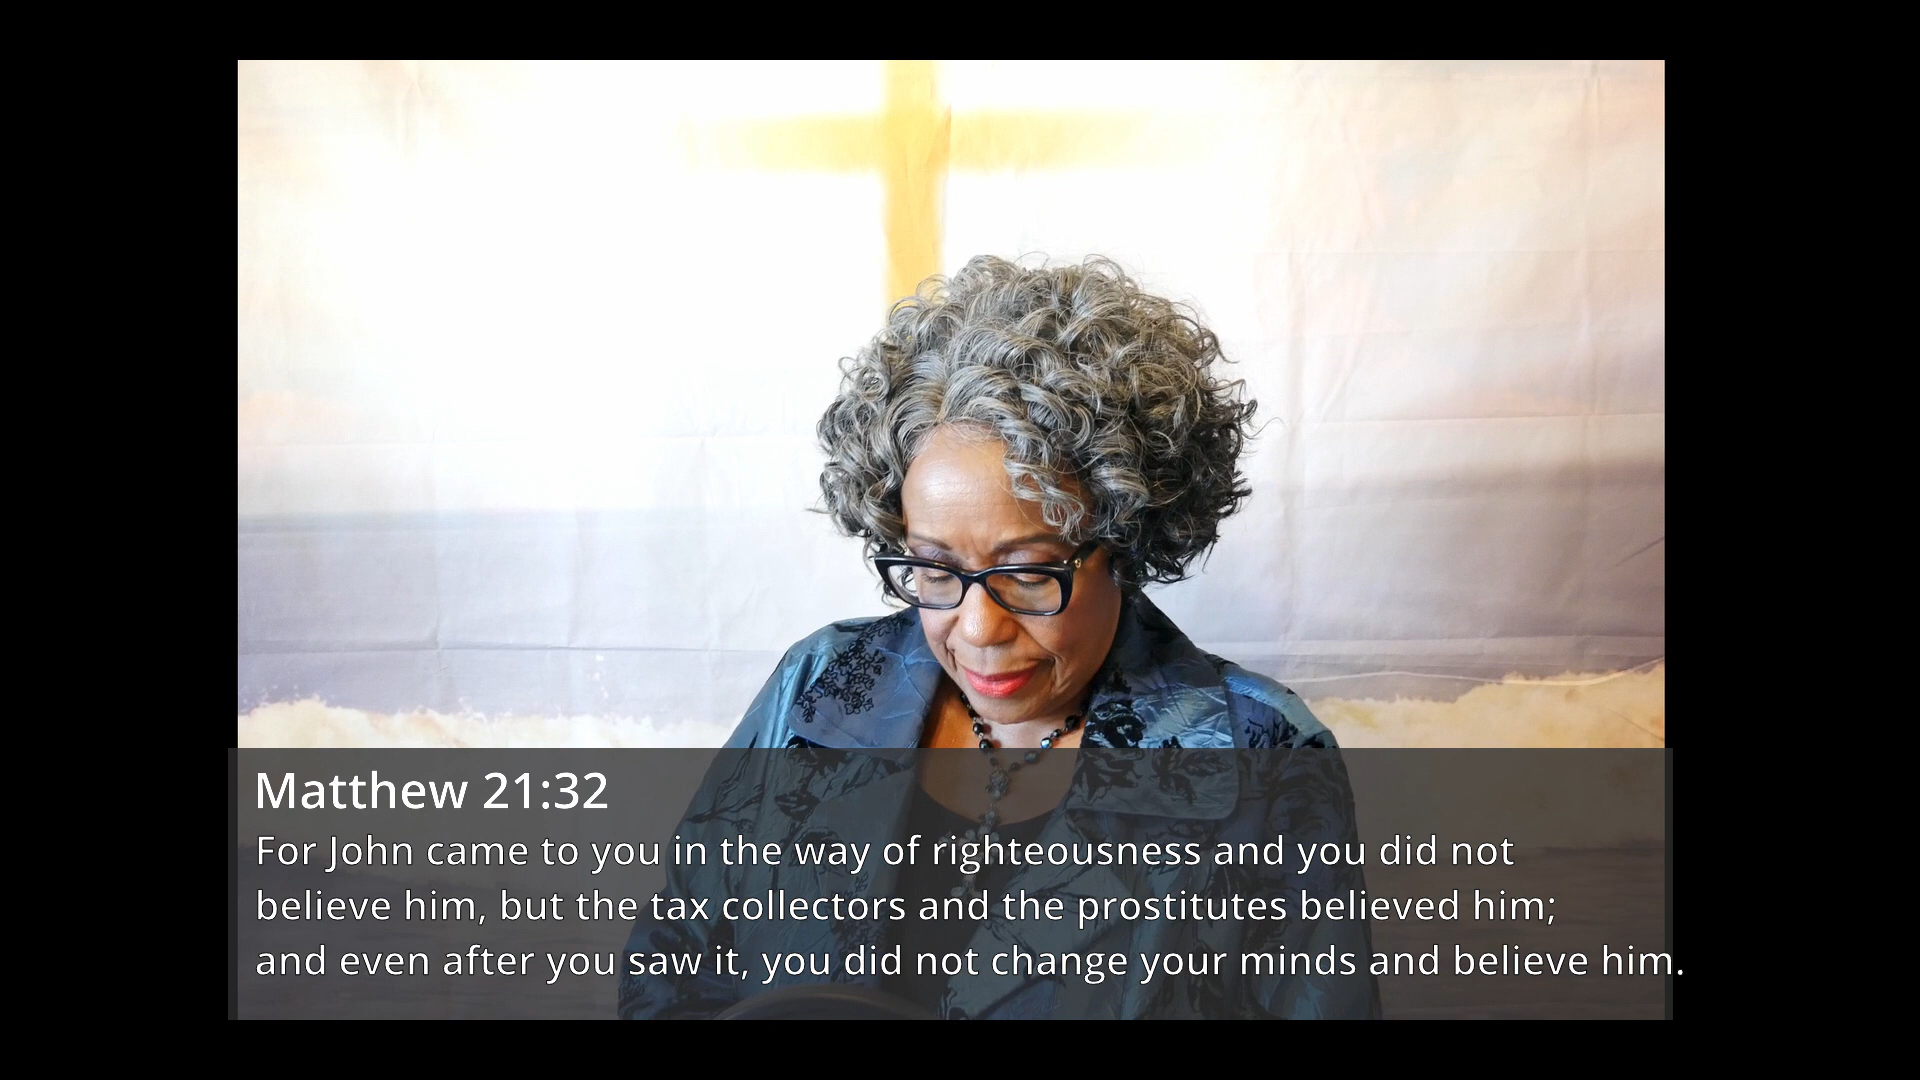 Matthew 21:32
For John came to you in the way of righteousness and you did not
believe him, but the tax collectors and the prostitutes believed him;
and even after you saw it, you did not change your minds and believe him.